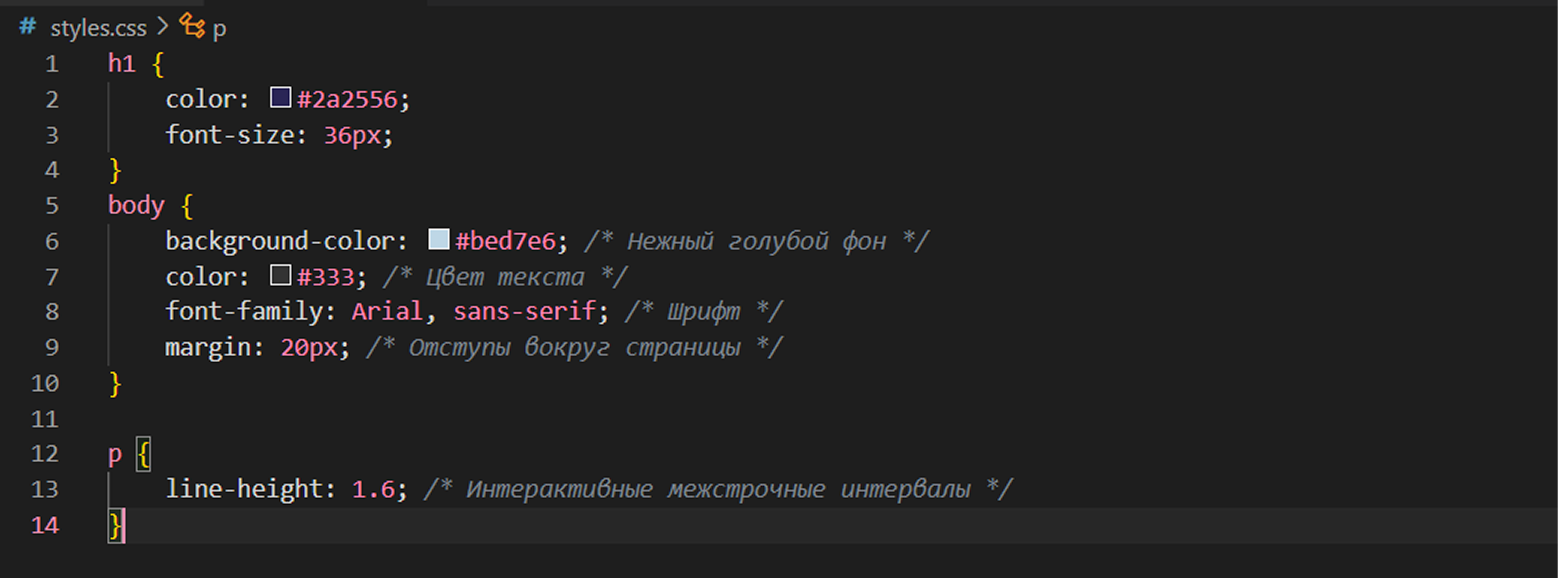 # styles.css > p
1 h1 {
2     color: #2a2556;
3     font-size: 36px;
4 }
5 body {
6     background-color: #bed7e6; /* Нежный голубой фон */
7     color: #333; /* Цвет текста */
8     font-family: Arial, sans-serif; /* Шрифт */
9     margin: 20px; /* Отступы вокруг страницы */
10 }
11
12 p {
13     line-height: 1.6; /* Интерактивные межстрочные интервалы */
14 }